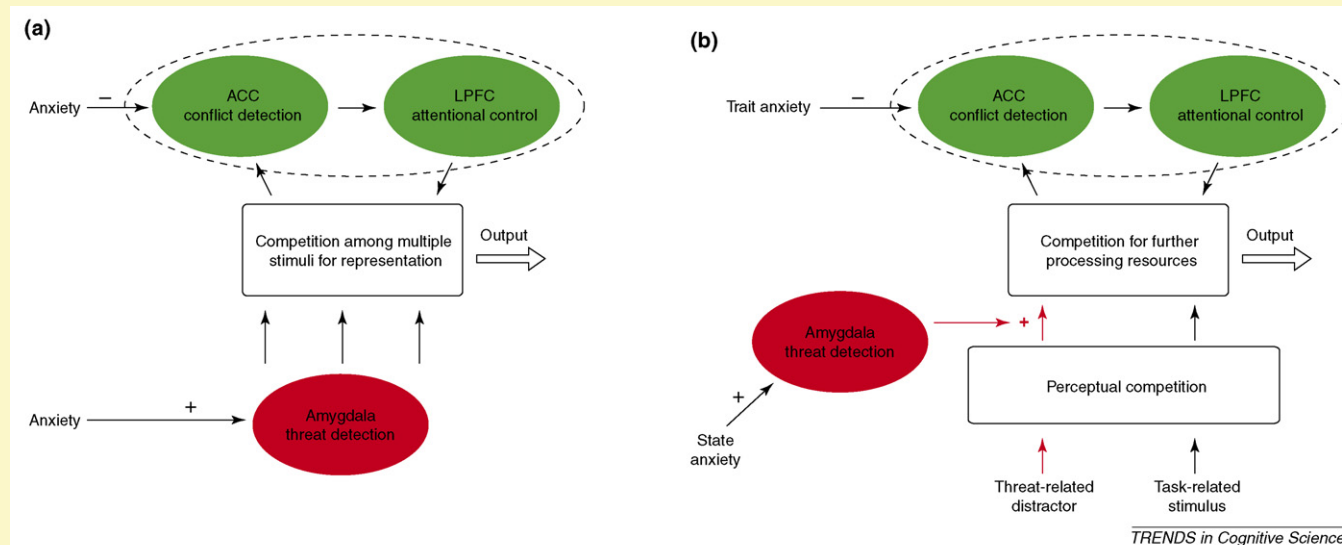 (a)
Anxiety
−
ACC
conflict detection
LPFC
attentional control
Competition among multiple
stimuli for representation
Output
Anxiety
+
Amygdala
threat detection
(b)
Trait anxiety
−
ACC
conflict detection
LPFC
attentional control
Competition for further
processing resources
Output
Amygdala
threat detection
+
Perceptual competition
+
State
anxiety
Threat-related
distractor
Task-related
stimulus
TRENDS in Cognitive Science